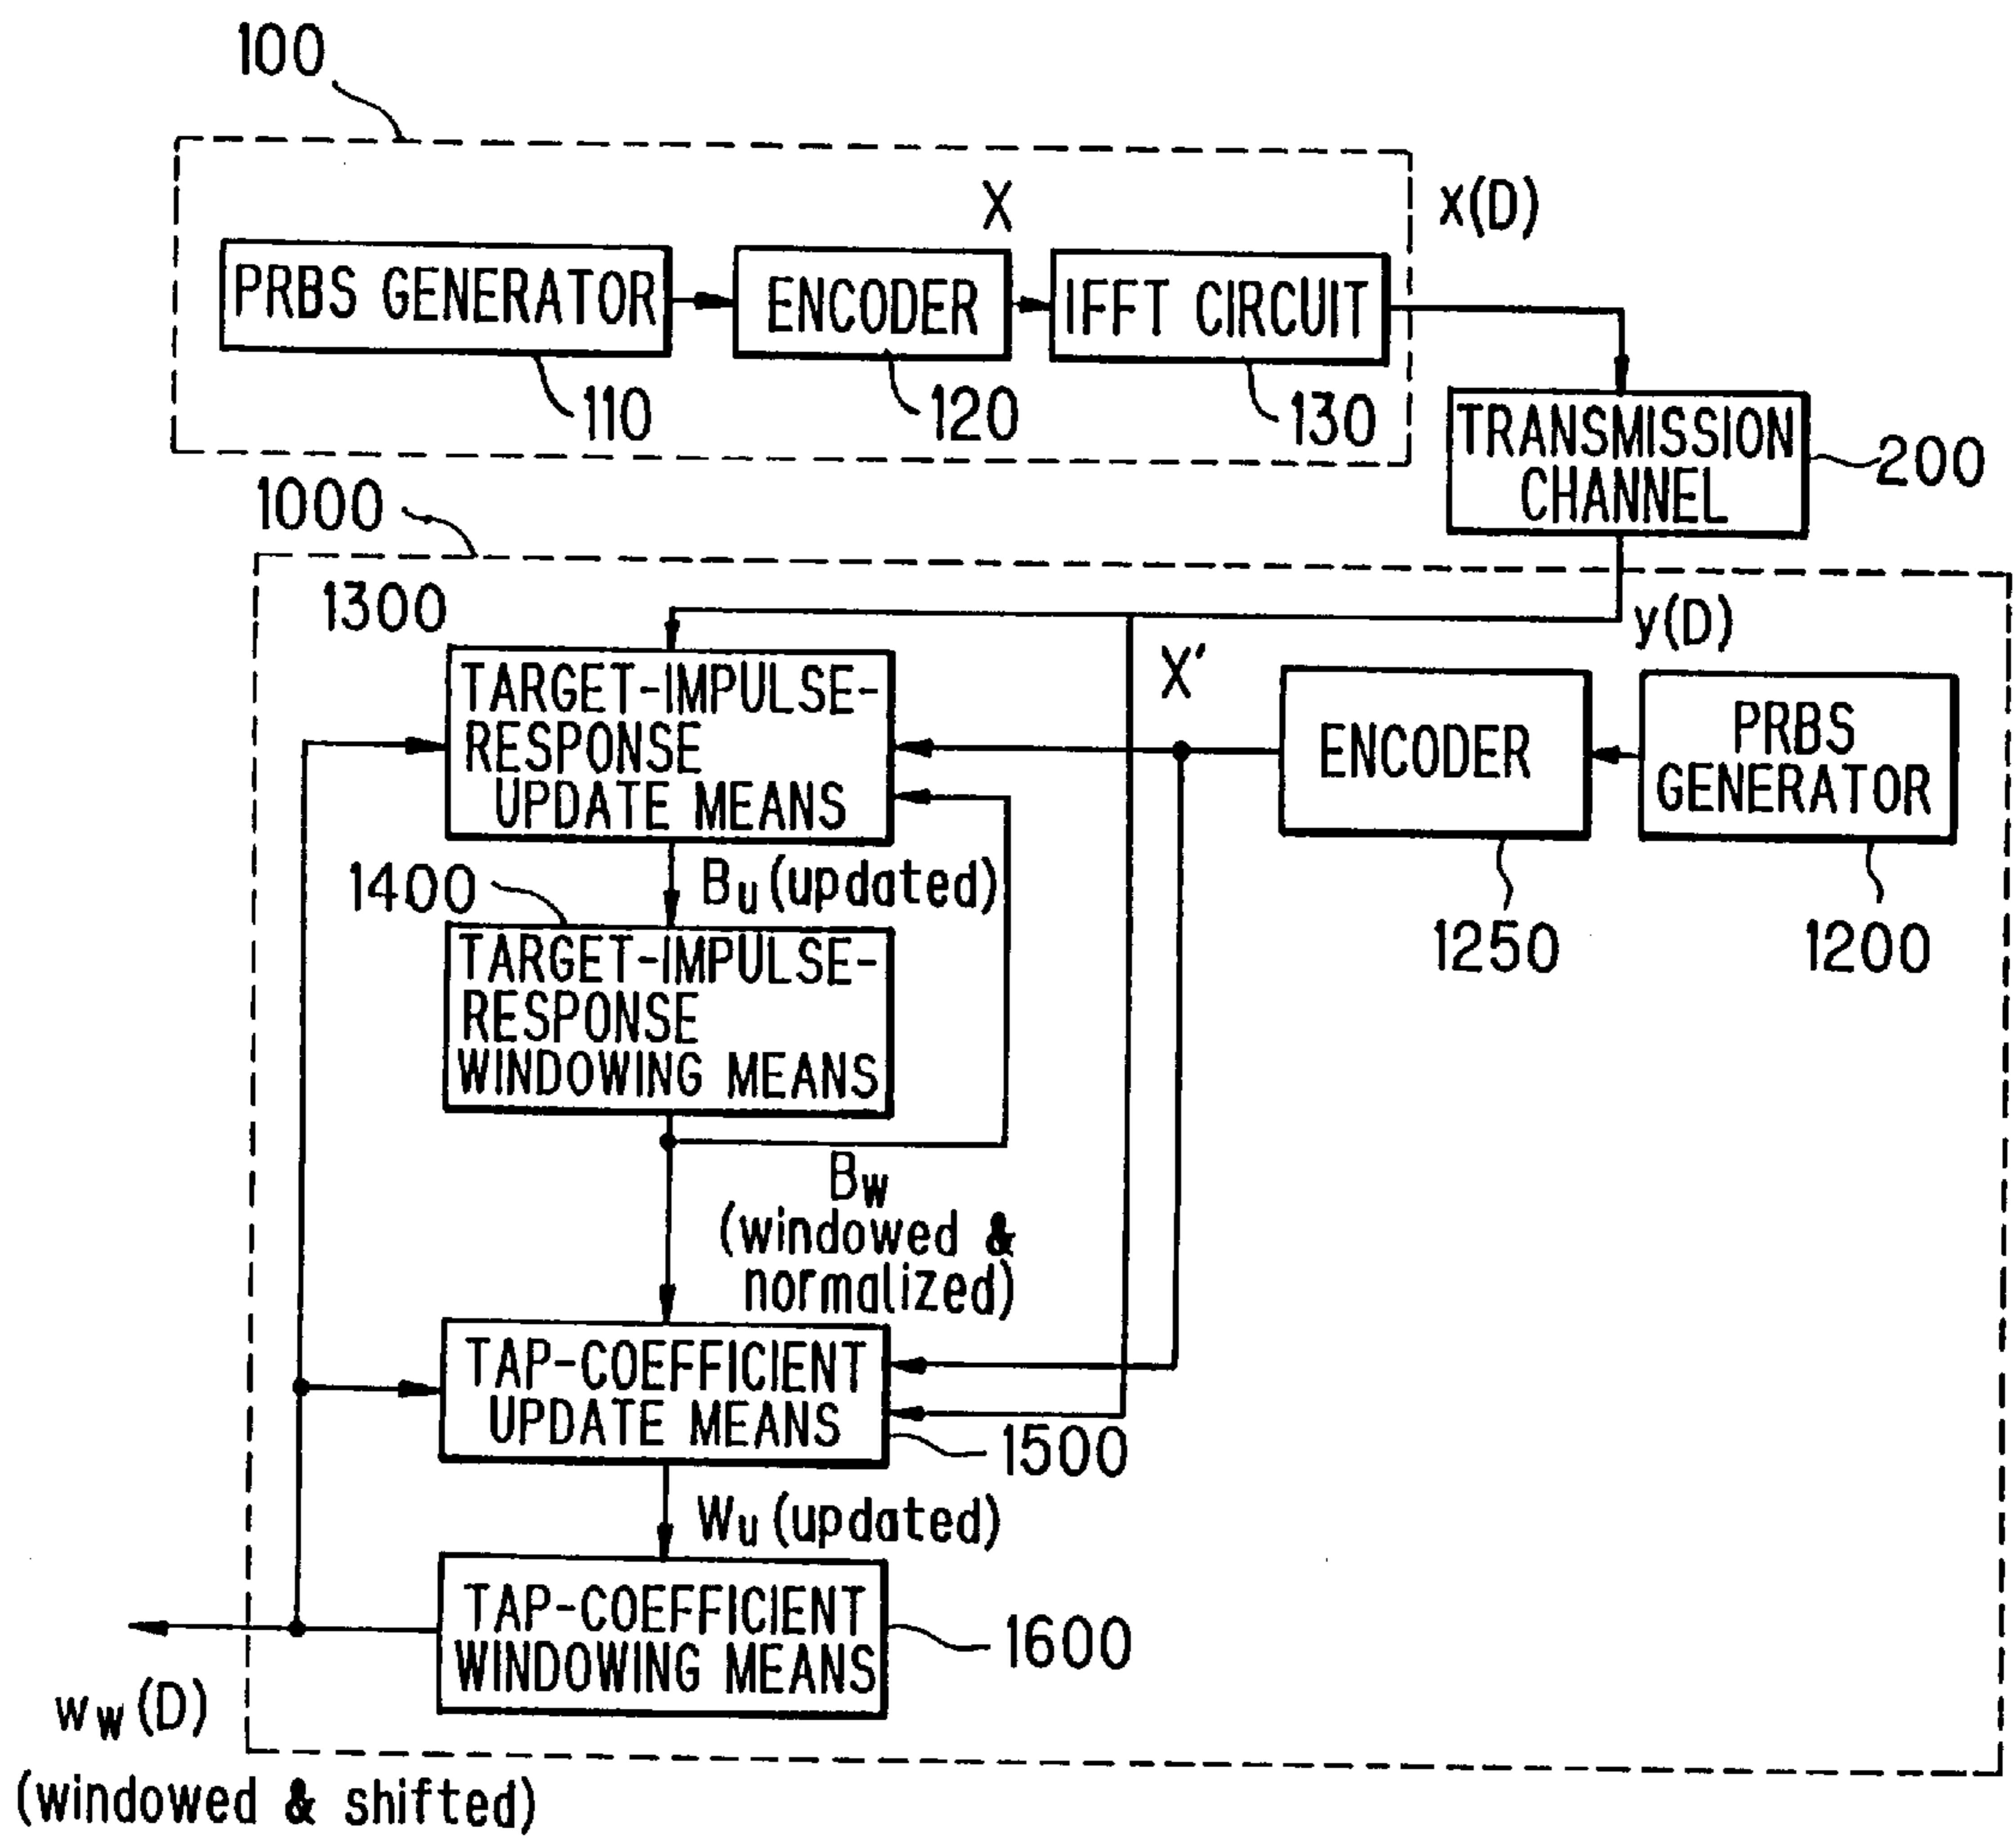 100
X
x(D)
PRBS GENERATOR
ENCODER
IFFT CIRCUIT
110
120
130
TRANSMISSION
CHANNEL
200
1000
1300
y(D)
X'
TARGET-IMPULSE-
RESPONSE
UPDATE MEANS
ENCODER
PRBS
GENERATOR
1400
Bu (updated)
1250
1200
TARGET-IMPULSE-
RESPONSE
WINDOWING MEANS
Bw
(windowed &
normalized)
TAP-COEFFICIENT
UPDATE MEANS
1500
Wu (updated)
TAP-COEFFICIENT
WINDOWING MEANS
1600
ww (D)
(windowed & shifted)